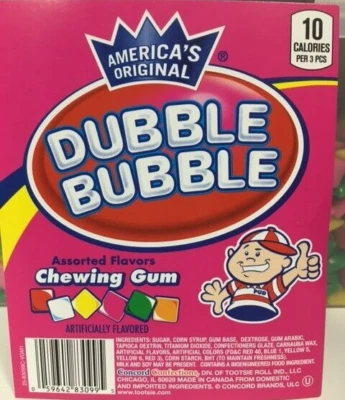 10
CALORIES
PER 3 PCS
AMERICA'S
ORIGINAL
®
DUBBLE
BUBBLE
Assorted Flavors
Chewing Gum
PUD
ARTIFICIALLY FLAVORED
INGREDIENTS: SUGAR, CORN SYRUP, GUM BASE, DEXTROSE, GUM ARABIC,
TAPIOCA DEXTRIN, TITANIUM DIOXIDE, CONFECTIONERS GLAZE, CARNAUBA WAX,
ARTIFICIAL FLAVORS, ARTIFICIAL COLORS (FD&C RED 40, BLUE 1, YELLOW 5,
YELLOW 6, RED 3), CORN STARCH, BHT (TO MAINTAIN FRESHNESS).
MILK AND SOY MAY BE PRESENT. CONTAINS A BIOENGINEERED FOOD INGREDIENT.
Concord Confections, DIV. OF TOOTSIE ROLL IND., LLC
CHICAGO, IL 60629 MADE IN CANADA FROM DOMESTIC
AND IMPORTED INGREDIENTS. © CONCORD BRANDS, ULC U
www.tootsie.com
0 59642 83099